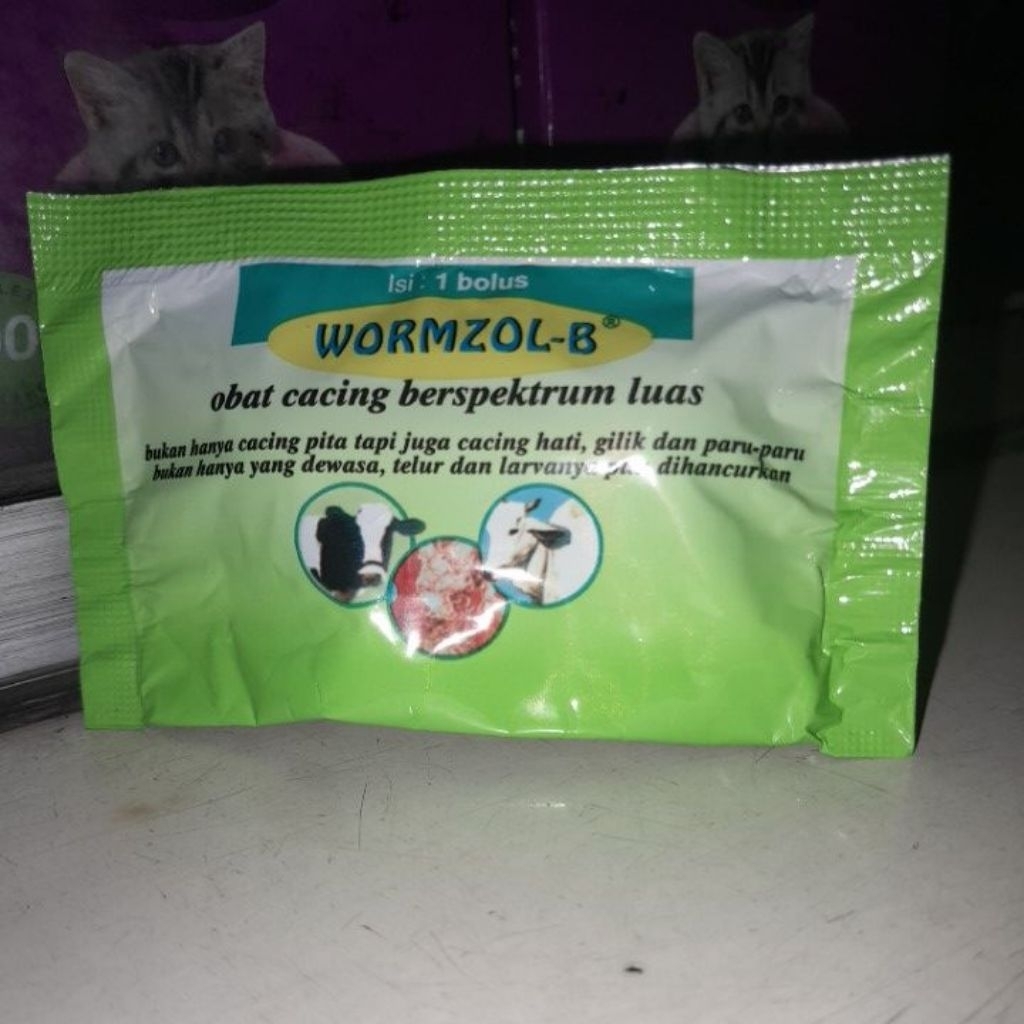 Isi : 1 bolus
WORMZOL-B®
obat cacing berspektrum luas
bukan hanya cacing pita tapi juga cacing hati, gilik dan paru-paru
bukan hanya yang dewasa, telur dan larvanya dihancurkan